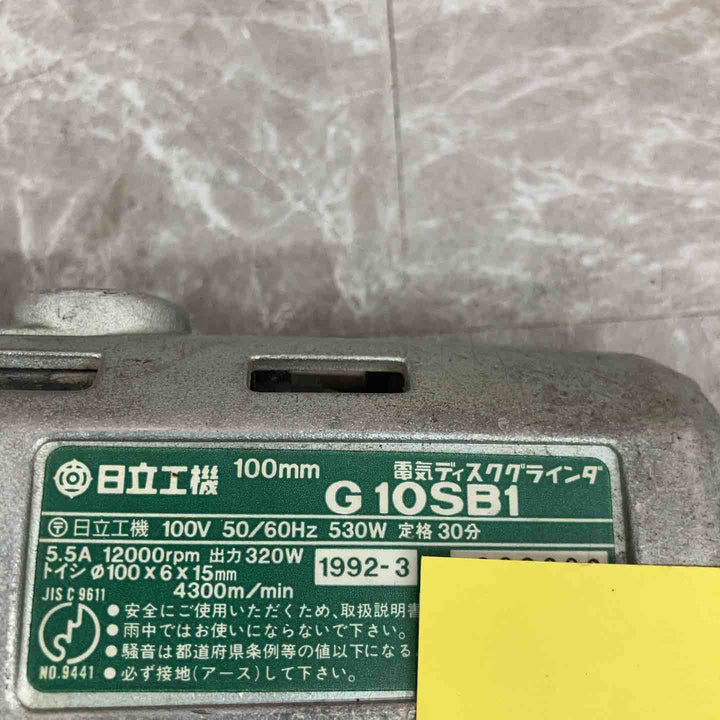 日立工機 100mm 電気ディスクグラインダ
G10SB1
〒日立工機 100V 50/60Hz 530W 定格30分
5.5A 12000rpm 出力320W
トイシ φ100×6×15mm 1992-3
4300m/min
JIS C 9611
●安全にご使用いただくため、取扱説明書
●雨中ではお使いにならないで下さい。
●騒音は都道府県条例等の値以下になる
●必ず接地(アース)して下さい。
NO.9441